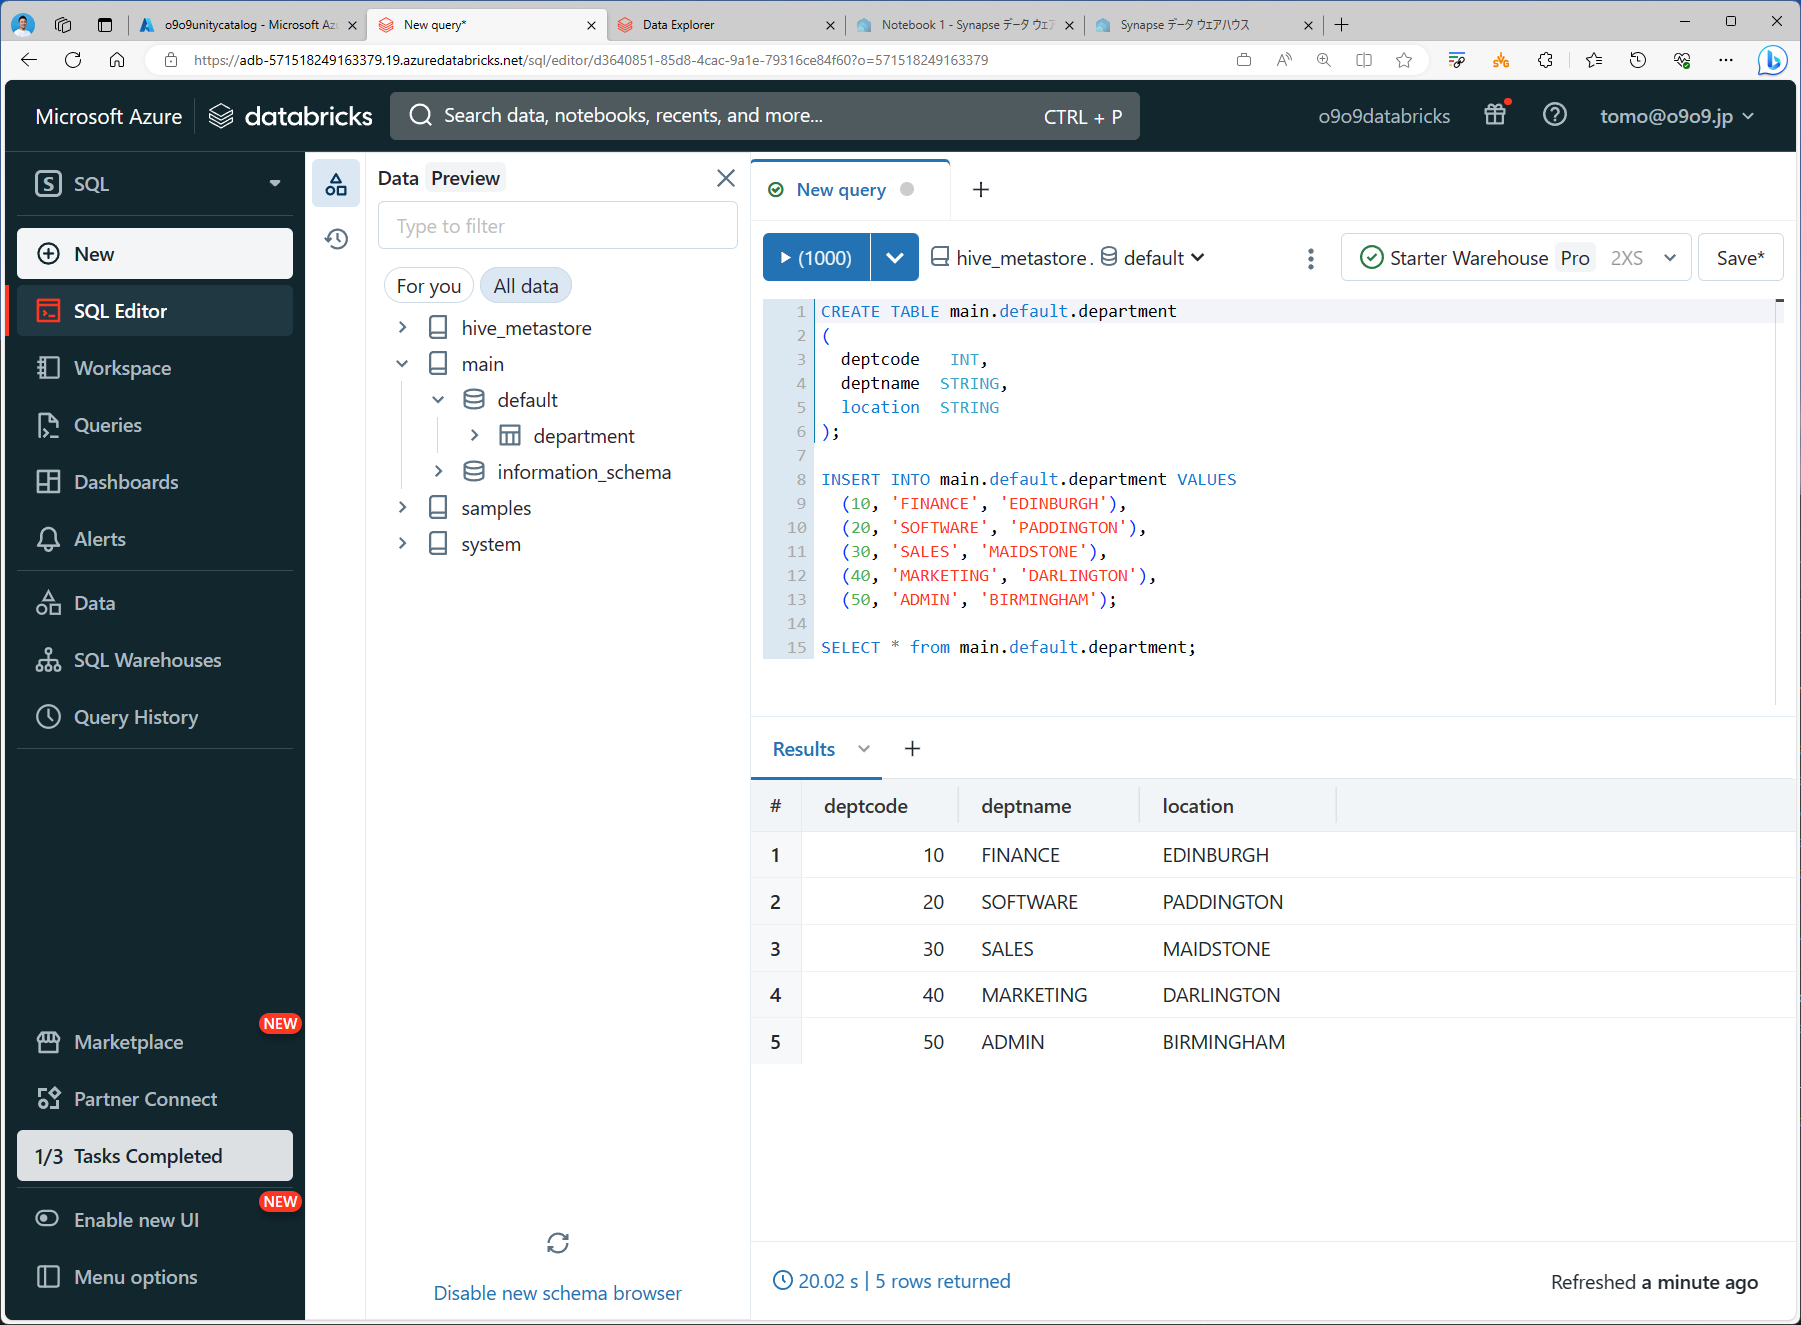 o9o9unitycatalog - Microsoft Az
New query*
Data Explorer
Notebook 1 - Synapse データ ウェア
Synapse データ ウェアハウス
https://adb-571518249163379.19.azuredatabricks.net/sql/editor/d3640851-85d8-4cac-9a1e-79316ce84f60?o=571518249163379
Microsoft Azure
databricks
Search data, notebooks, recents, and more...
CTRL + P
o9o9databricks
tomo@o9o9.jp
SQL
New
SQL Editor
Workspace
Queries
Dashboards
Alerts
Data
SQL Warehouses
Query History
NEW
Marketplace
Partner Connect
1/3 Tasks Completed
NEW
Enable new UI
Menu options
Data Preview
Type to filter
For you
All data
hive_metastore
main
default
department
information_schema
samples
system
Disable new schema browser
New query
(1000)
hive_metastore . default
Starter Warehouse Pro 2XS
Save*
1 CREATE TABLE main.default.department
2 (
3 deptcode INT,
4 deptname STRING,
5 location STRING
6 );
7
8 INSERT INTO main.default.department VALUES
9 (10, 'FINANCE', 'EDINBURGH'),
10 (20, 'SOFTWARE', 'PADDINGTON'),
11 (30, 'SALES', 'MAIDSTONE'),
12 (40, 'MARKETING', 'DARLINGTON'),
13 (50, 'ADMIN', 'BIRMINGHAM');
14
15 SELECT * from main.default.department;
Results
# deptcode deptname location
1 10 FINANCE EDINBURGH
2 20 SOFTWARE PADDINGTON
3 30 SALES MAIDSTONE
4 40 MARKETING DARLINGTON
5 50 ADMIN BIRMINGHAM
20.02 s | 5 rows returned
Refreshed a minute ago